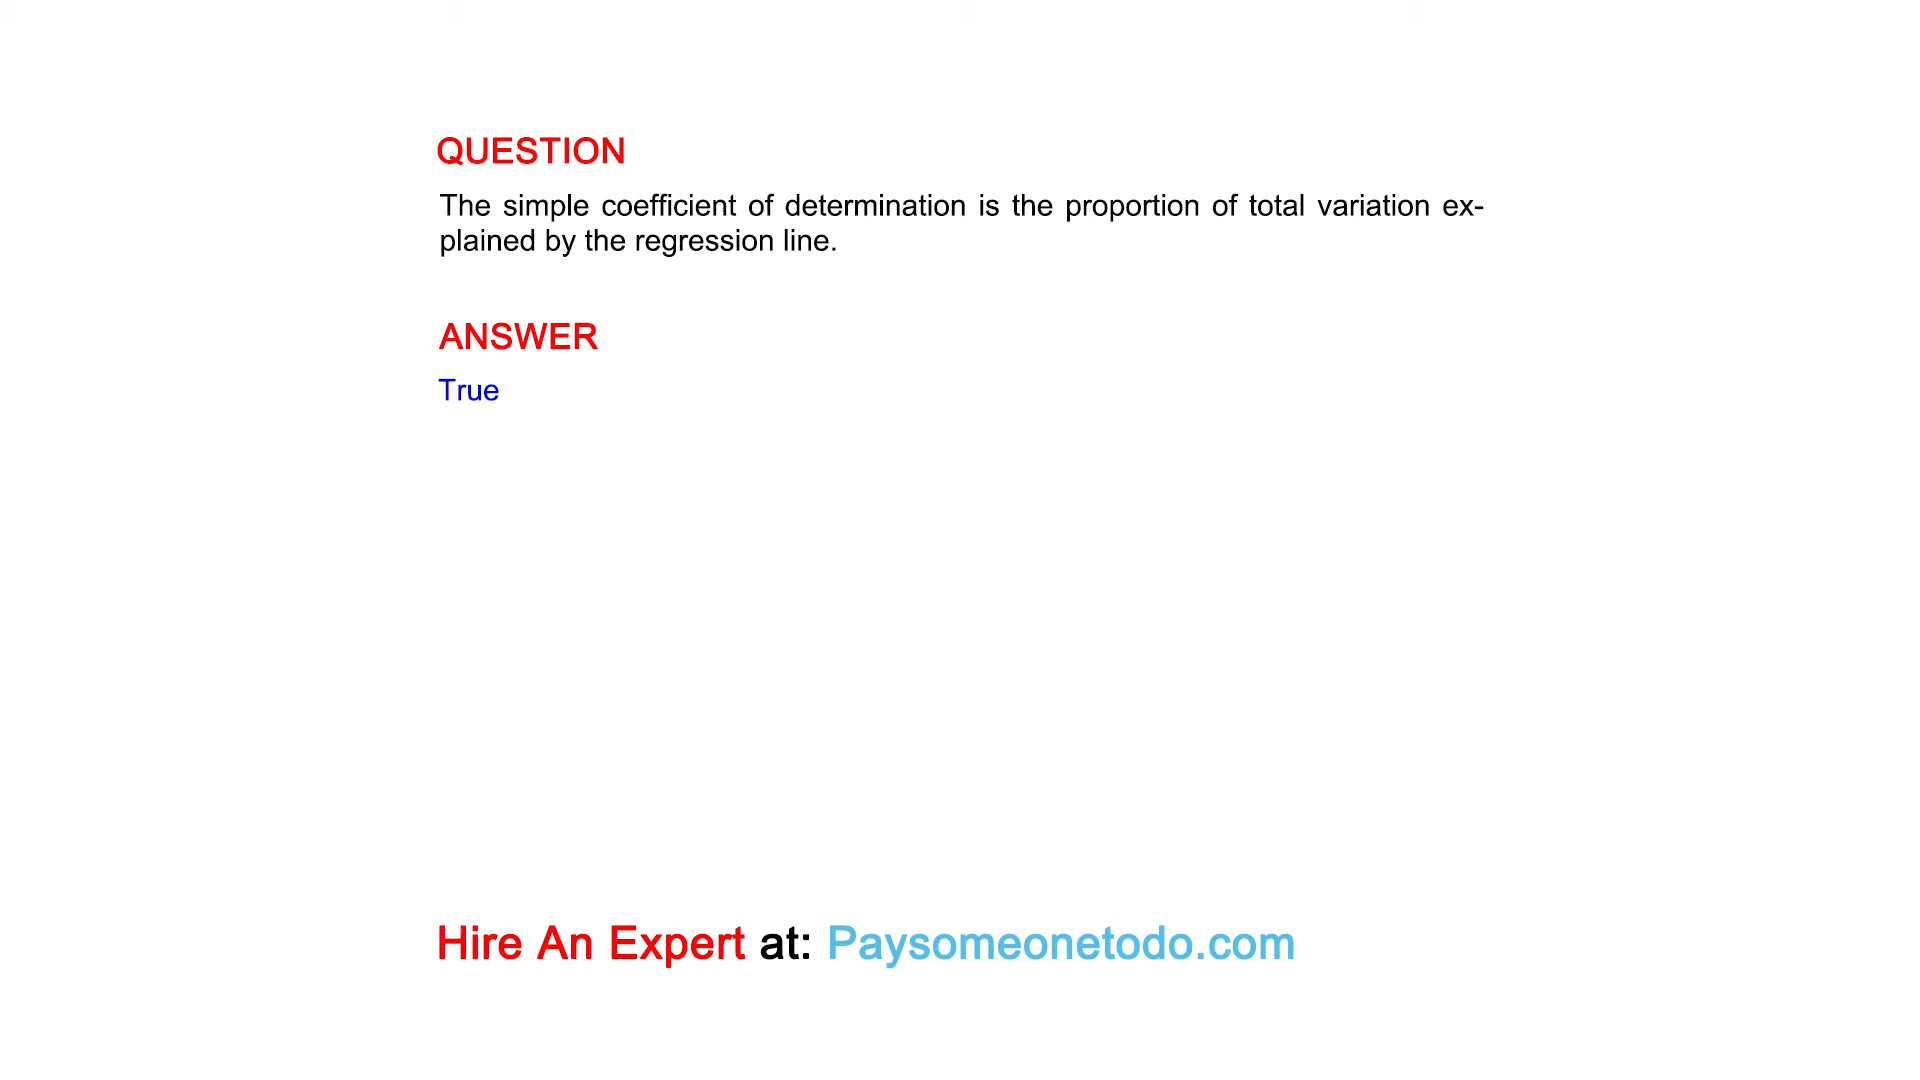 QUESTION
The simple coefficient of determination is the proportion of total variation ex-
plained by the regression line.
ANSWER
True
Hire An Expert at: Paysomeonetodo.com